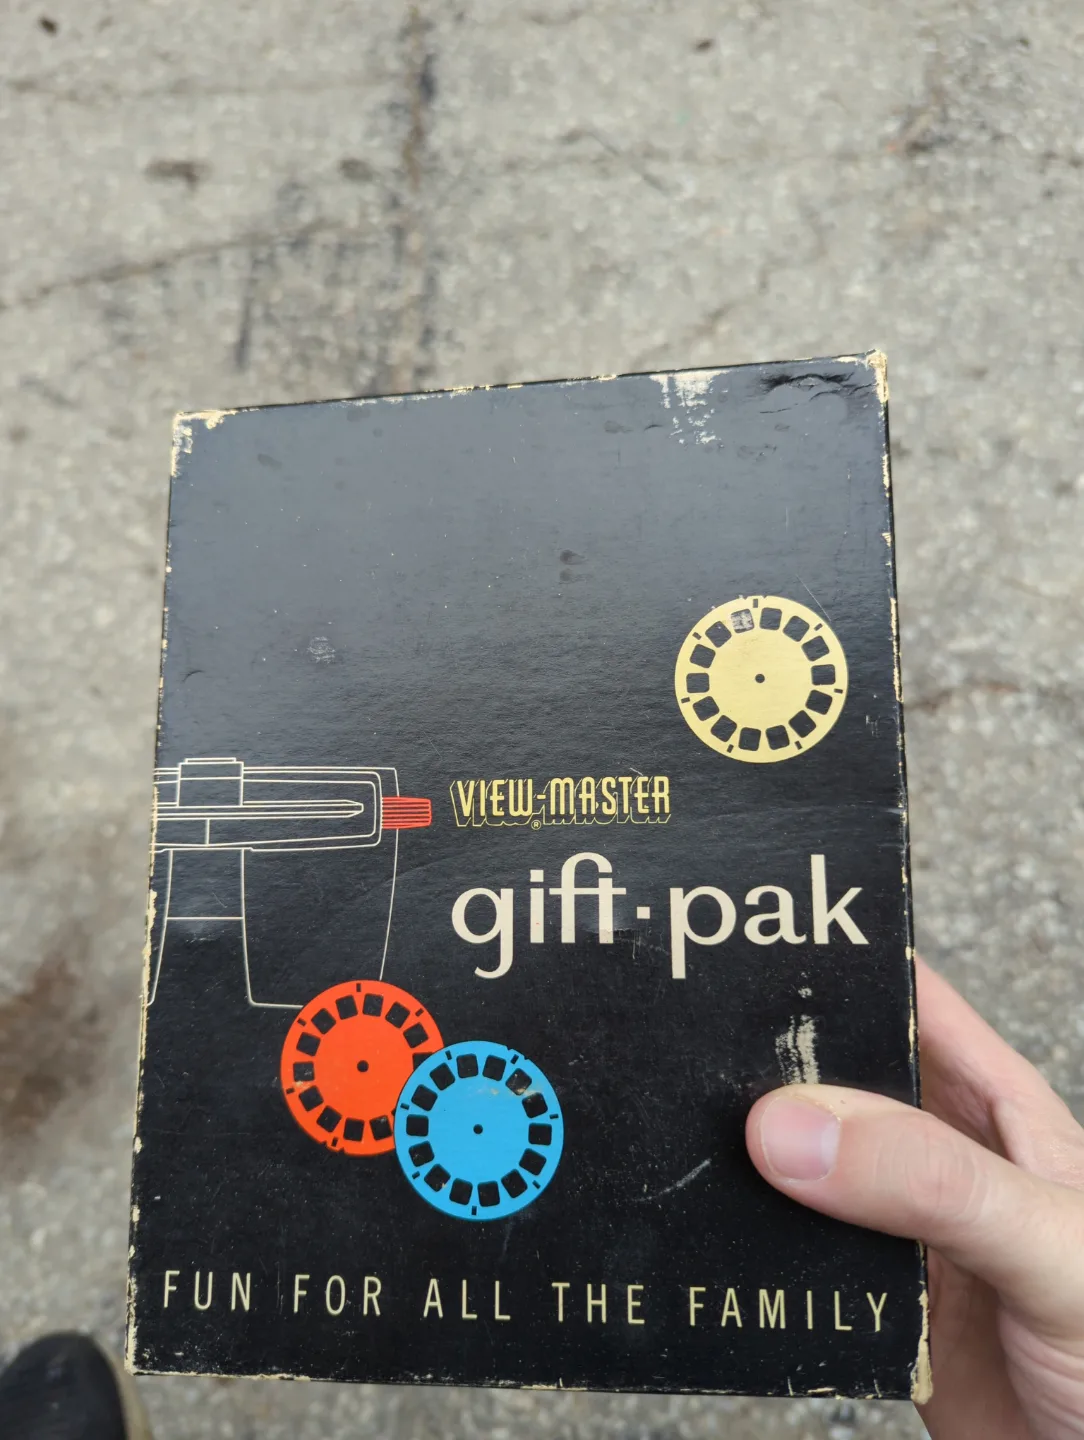 VIEW-MASTER
®
gift·pak
FUN FOR ALL THE FAMILY